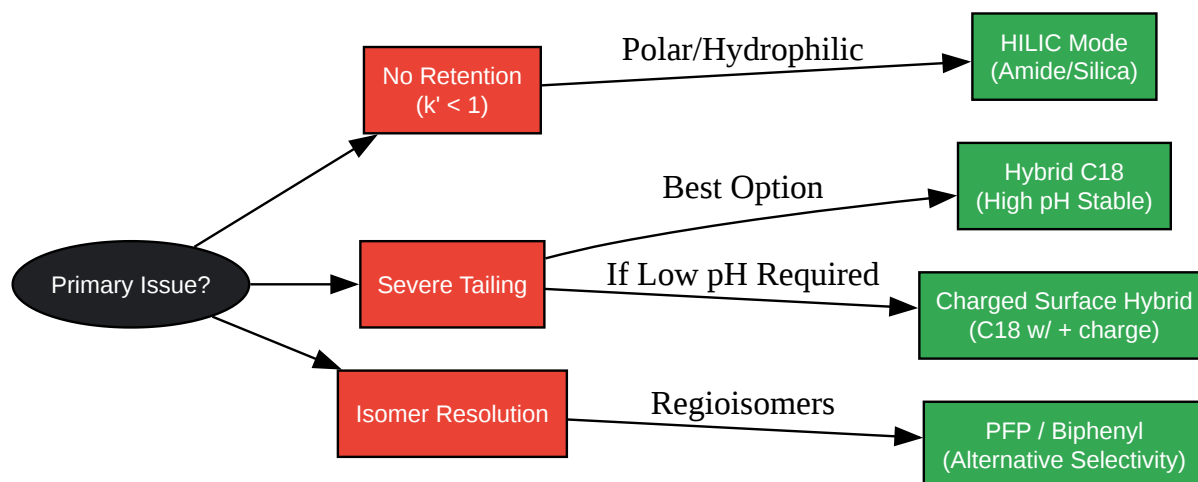 Primary Issue?
No Retention
(k' < 1)
Polar/Hydrophilic
HILIC Mode
(Amide/Silica)
Severe Tailing
Best Option
Hybrid C18
(High pH Stable)
If Low pH Required
Charged Surface Hybrid
(C18 w/ + charge)
Isomer Resolution
Regioisomers
PFP / Biphenyl
(Alternative Selectivity)